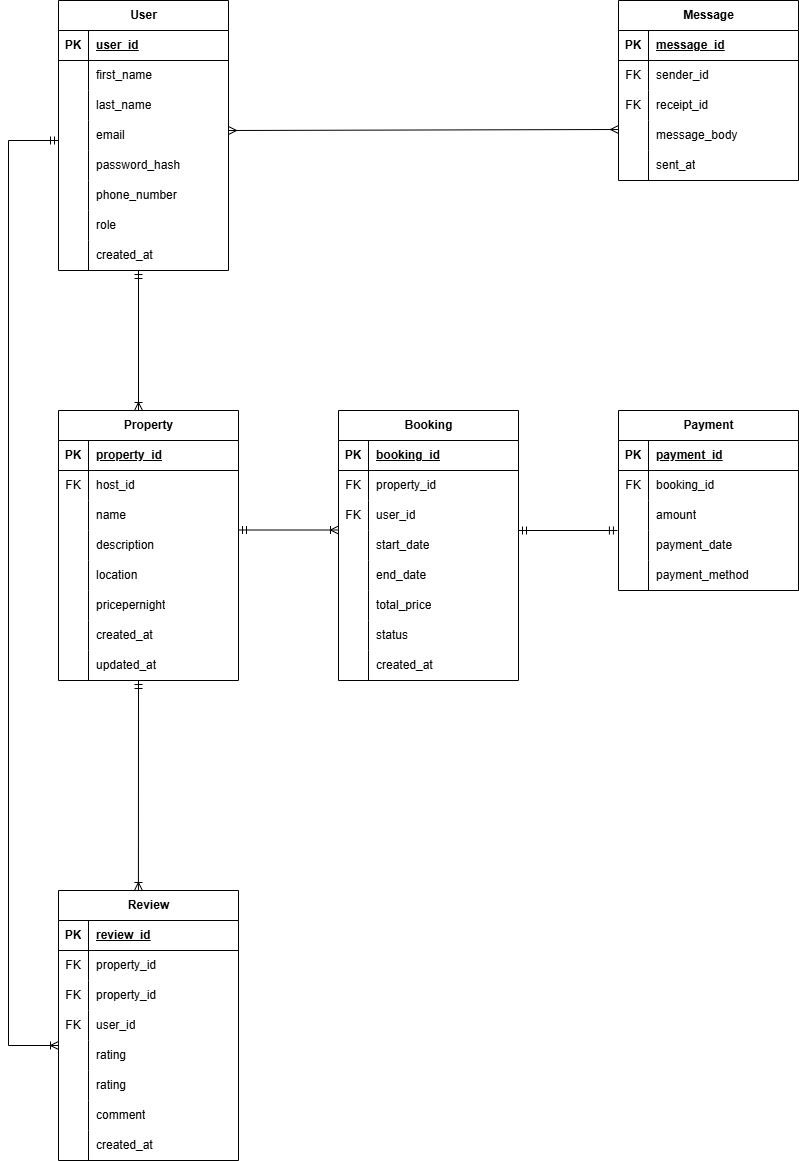 User
PK user_id
first_name
last_name
email
password_hash
phone_number
role
created_at
Message
PK message_id
FK sender_id
FK receipt_id
message_body
sent_at
Property
PK property_id
FK host_id
name
description
location
pricepernight
created_at
updated_at
Booking
PK booking_id
FK property_id
FK user_id
start_date
end_date
total_price
status
created_at
Payment
PK payment_id
FK booking_id
amount
payment_date
payment_method
Review
PK review_id
FK property_id
FK property_id
FK user_id
rating
rating
comment
created_at